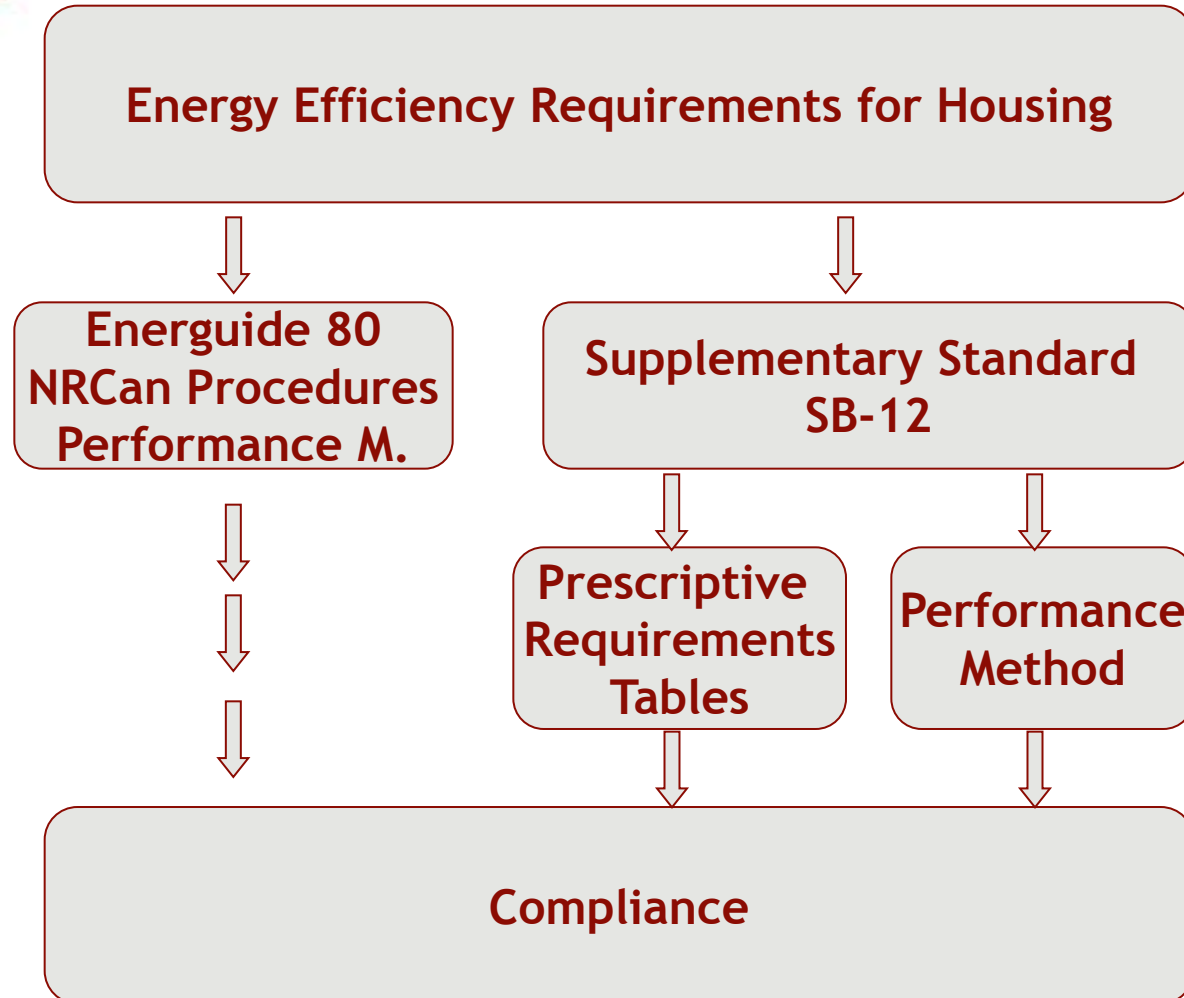 Energy Efficiency Requirements for Housing
Energuide 80
NRCan Procedures
Performance M.
Supplementary Standard
SB-12
Prescriptive
Requirements
Tables
Performance
Method
Compliance